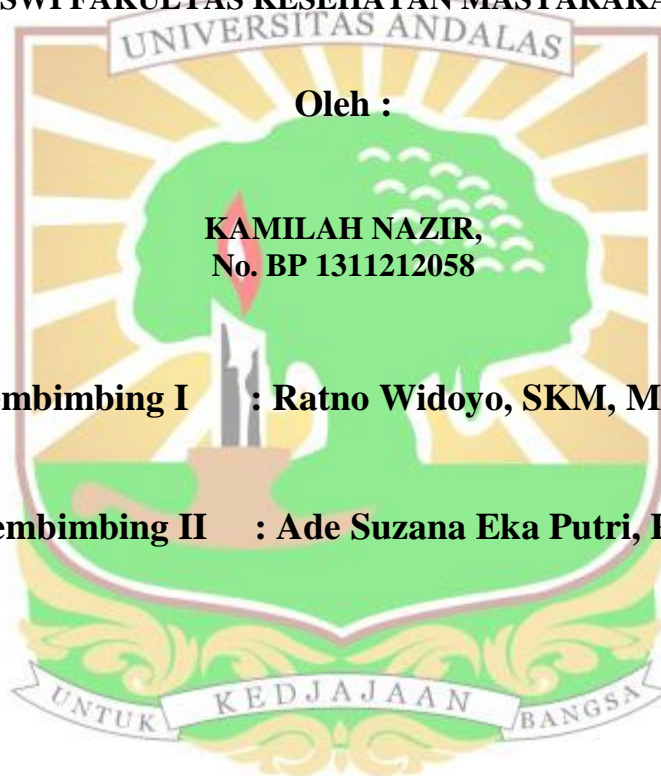 SWI FAKULTAS KESEHATAN MASYARAKA
UNIVERSITAS ANDALAS
Oleh :
KAMILAH NAZIR,
No. BP 1311212058
embimbing I : Ratno Widoyo, SKM, M
embimbing II : Ade Suzana Eka Putri,
UNTUK KEDJAJAAN BANGSA